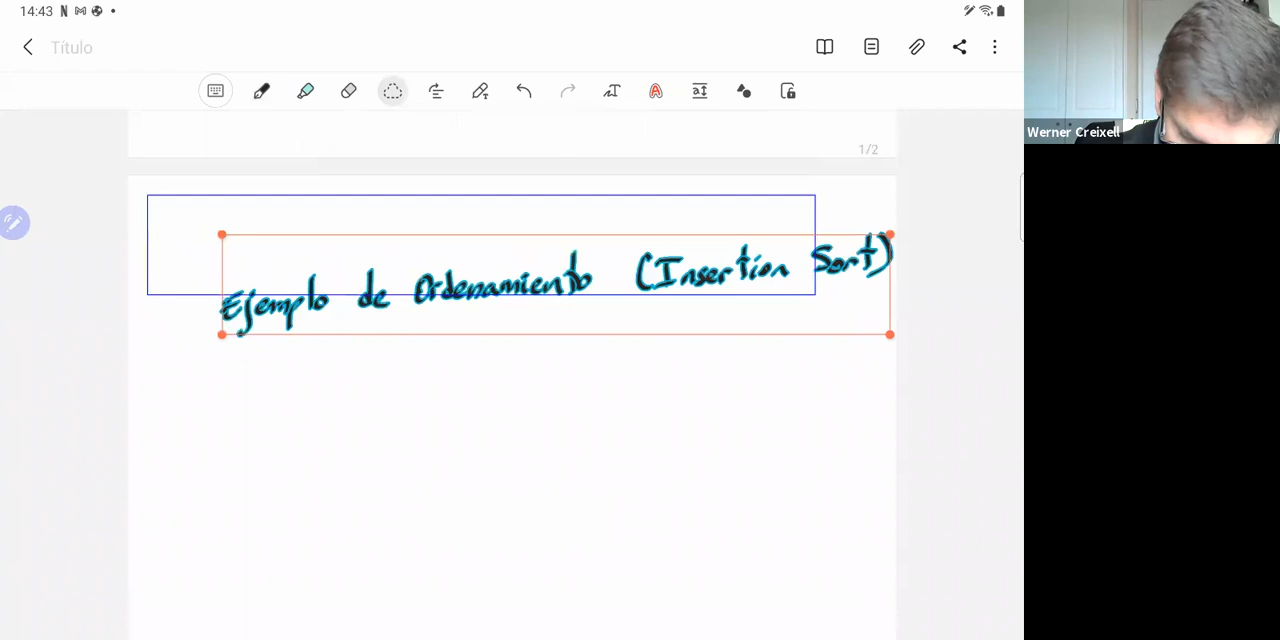 14:43
Título
1/2
Ejemplo de Ordenamiento (Insertion Sort)
Werner Creixell